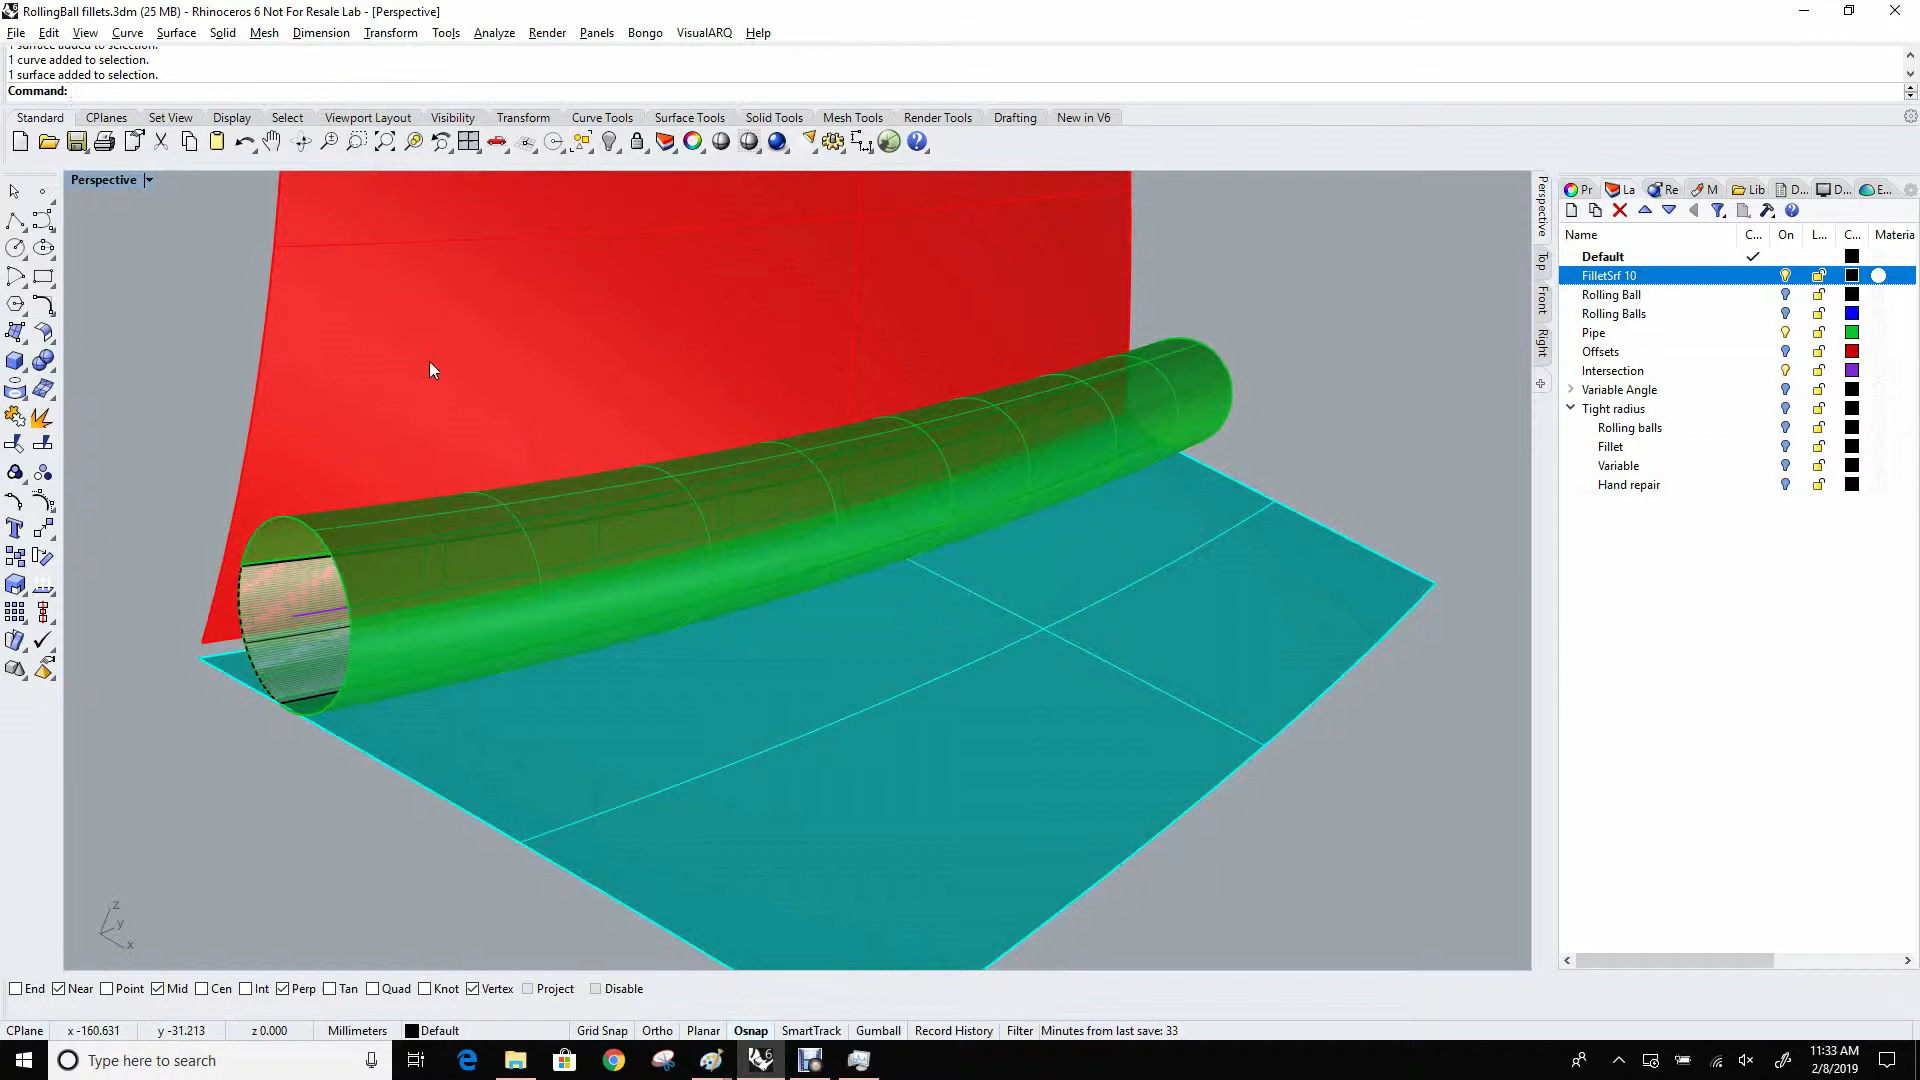 RollingBall fillets.3dm (25 MB) - Rhinoceros 6 Not For Resale Lab - [Perspective]
File Edit View Curve Surface Solid Mesh Dimension Transform Tools Analyze Render Panels Bongo VisualARQ Help
1 curve added to selection.
1 surface added to selection.
Command:
Standard CPlanes Set View Display Select Viewport Layout Visibility Transform Curve Tools Surface Tools Solid Tools Mesh Tools Render Tools Drafting New in V6
Perspective
Perspective
Top
Front
Right
Pr La Re M Lib D... D... E...
Name C... On L... C... Materia
Default
FilletSrf 10
Rolling Ball
Rolling Balls
Pipe
Offsets
Intersection
Variable Angle
Tight radius
Rolling balls
Fillet
Variable
Hand repair
z
y
x
End Near Point Mid Cen Int Perp Tan Quad Knot Vertex Project Disable
CPlane x -160.631 y -31.213 z 0.000 Millimeters Default Grid Snap Ortho Planar Osnap SmartTrack Gumball Record History Filter Minutes from last save: 33
Type here to search
11:33 AM
2/8/2019